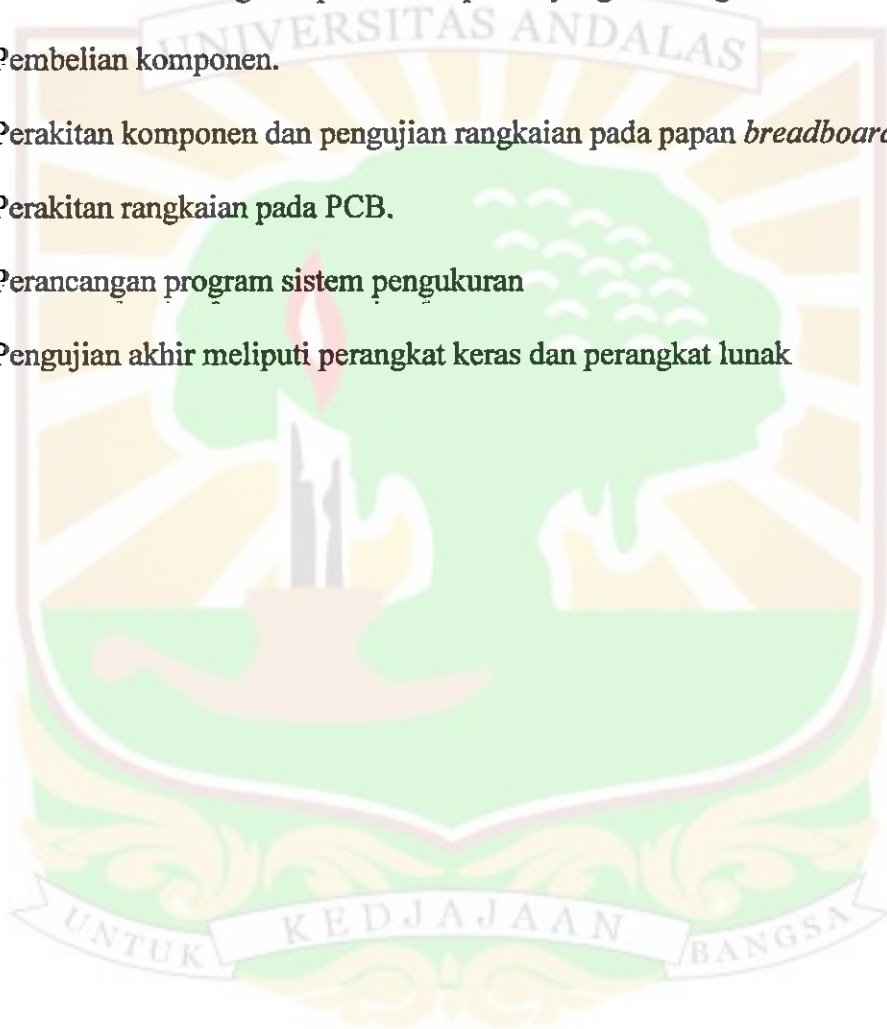 UNIVERSITAS ANDALAS
Pembelian komponen.
Perakitan komponen dan pengujian rangkaian pada papan breadboard
Perakitan rangkaian pada PCB.
Perancangan program sistem pengukuran
Pengujian akhir meliputi perangkat keras dan perangkat lunak
UNTUK KEDJAJAAN BANGSA